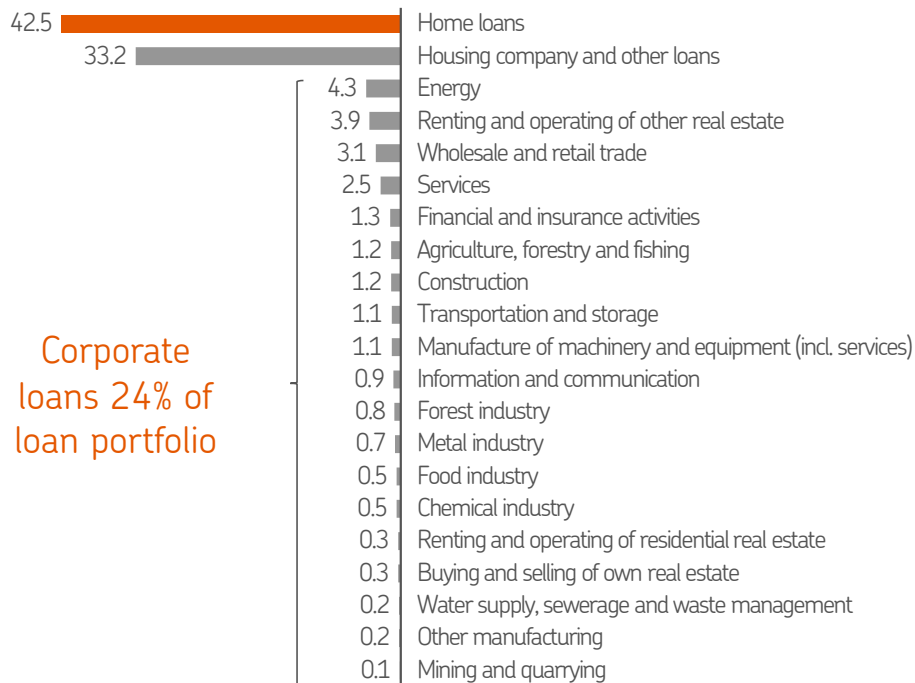 42.5 Home loans
33.2 Housing company and other loans
4.3 Energy
3.9 Renting and operating of other real estate
3.1 Wholesale and retail trade
2.5 Services
1.3 Financial and insurance activities
1.2 Agriculture, forestry and fishing
1.2 Construction
1.1 Transportation and storage
1.1 Manufacture of machinery and equipment (incl. services)
0.9 Information and communication
0.8 Forest industry
0.7 Metal industry
0.5 Food industry
0.5 Chemical industry
0.3 Renting and operating of residential real estate
0.3 Buying and selling of own real estate
0.2 Water supply, sewerage and waste management
0.2 Other manufacturing
0.1 Mining and quarrying
Corporate
loans 24% of
loan portfolio